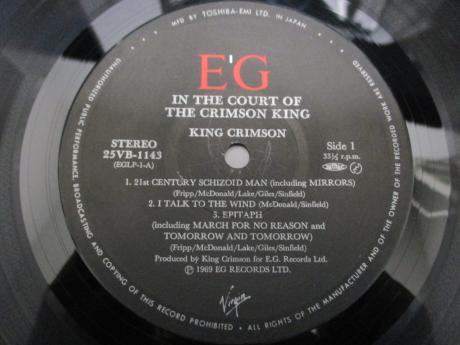 MFD. BY TOSHIBA-EMI LTD. IN JAPAN
E'G
IN THE COURT OF
THE CRIMSON KING
KING CRIMSON
STEREO
25VB-1143
(EGLP-1-A)
Side 1
33⅓ r.p.m.
1. 21st CENTURY SCHIZOID MAN (including MIRRORS)
(Fripp/McDonald/Lake/Giles/Sinfield)
2. I TALK TO THE WIND (McDonald/Sinfield)
3. EPITAPH
(including MARCH FOR NO REASON and
TOMORROW AND TOMORROW)
(Fripp/McDonald/Lake/Giles/Sinfield)
Produced by King Crimson for E.G. Records Ltd.
Ⓟ 1969 EG RECORDS LTD.
Virgin
UNAUTHORIZED PUBLIC PERFORMANCE, BROADCASTING AND COPYING OF THIS RECORD PROHIBITED • ALL RIGHTS OF THE MANUFACTURER AND OF THE OWNER OF THE RECORDED WORK ARE RESERVED